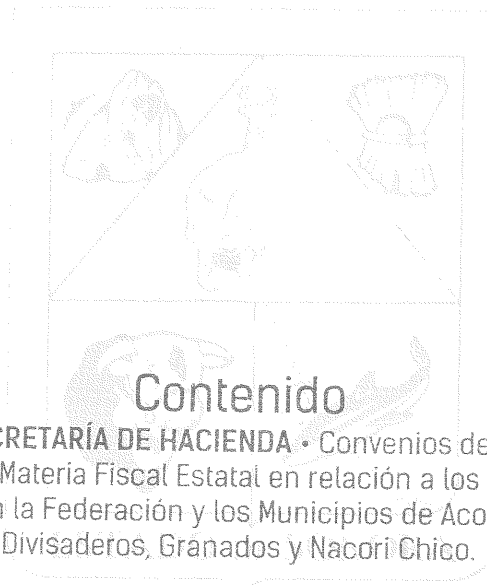 Contenido
CRETARÍA DE HACIENDA • Convenios de
Materia Fiscal Estatal en relación a los
la Federación y los Municipios de Aco
Divisaderos, Granados y Nacori Chico.